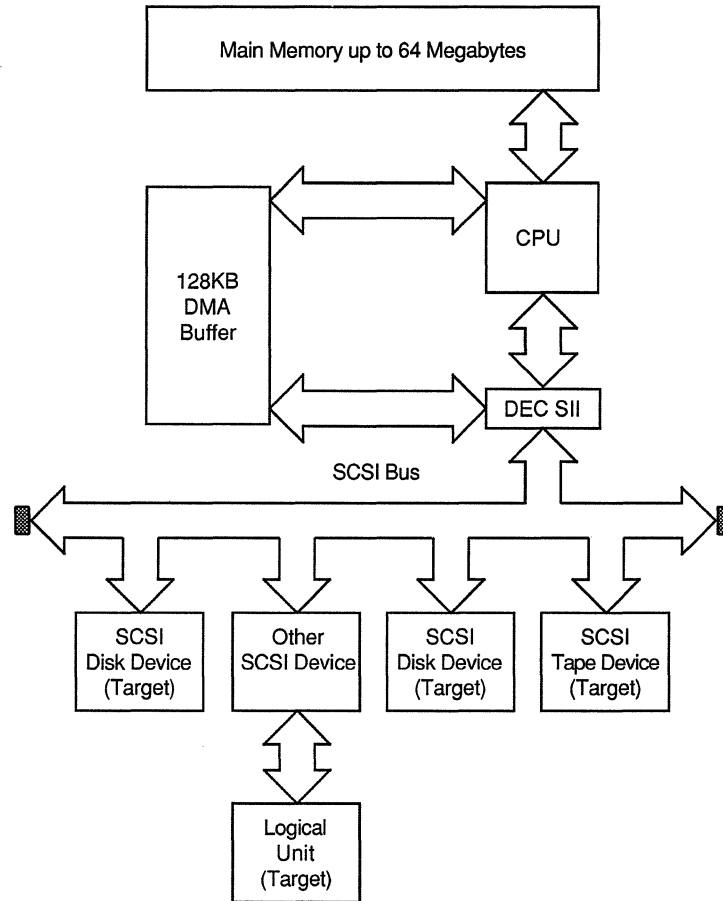 Main Memory up to 64 Megabytes
CPU
128KB
DMA
Buffer
DEC SII
SCSI Bus
SCSI
Disk Device
(Target)
Other
SCSI Device
SCSI
Disk Device
(Target)
SCSI
Tape Device
(Target)
Logical
Unit
(Target)